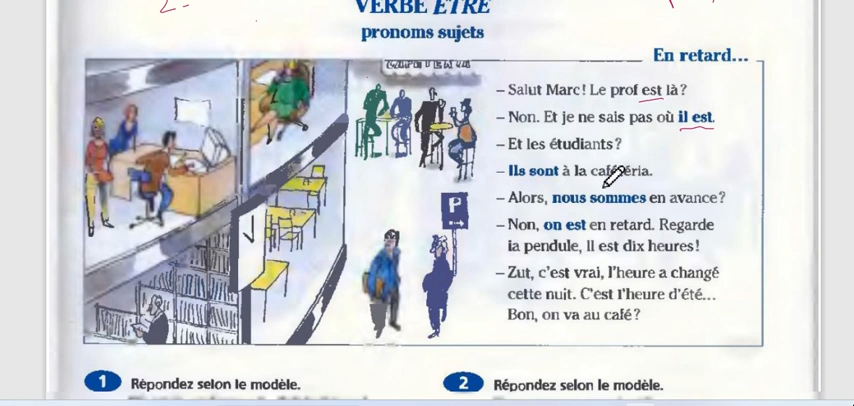 VERBE ÊTRE
pronoms sujets
En retard...
– Salut Marc! Le prof est là?
– Non. Et je ne sais pas où il est.
– Et les étudiants?
– Ils sont à la caféréria.
– Alors, nous sommes en avance?
– Non, on est en retard. Regarde
la pendule, il est dix heures!
– Zut, c'est vrai, l'heure a changé
cette nuit. C'est l'heure d'été...
Bon, on va au café?
P
1 Répondez selon le modèle.
2 Répondez selon le modèle.